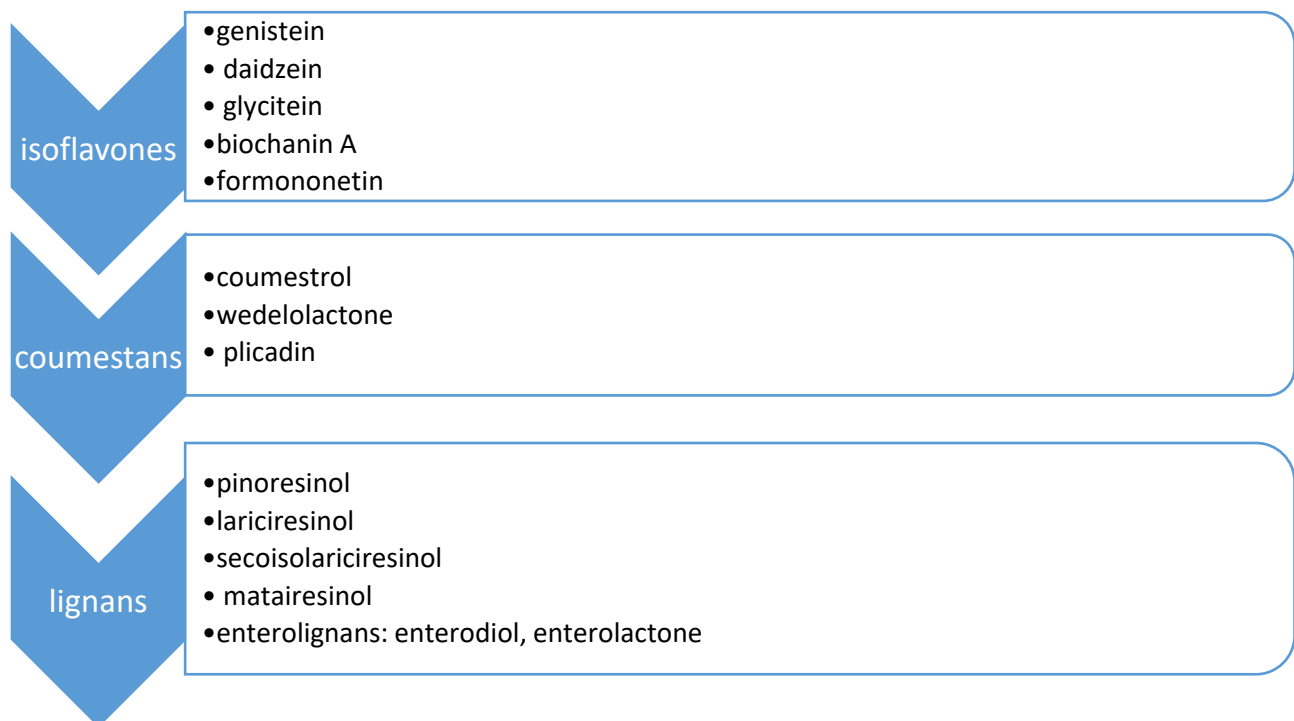 isoflavones
•genistein
• daidzein
• glycitein
•biochanin A
•formononetin
coumestans
•coumestrol
•wedelolactone
• plicadin
lignans
•pinoresinol
•lariciresinol
•secoisolariciresinol
• matairesinol
•enterolignans: enterodiol, enterolactone